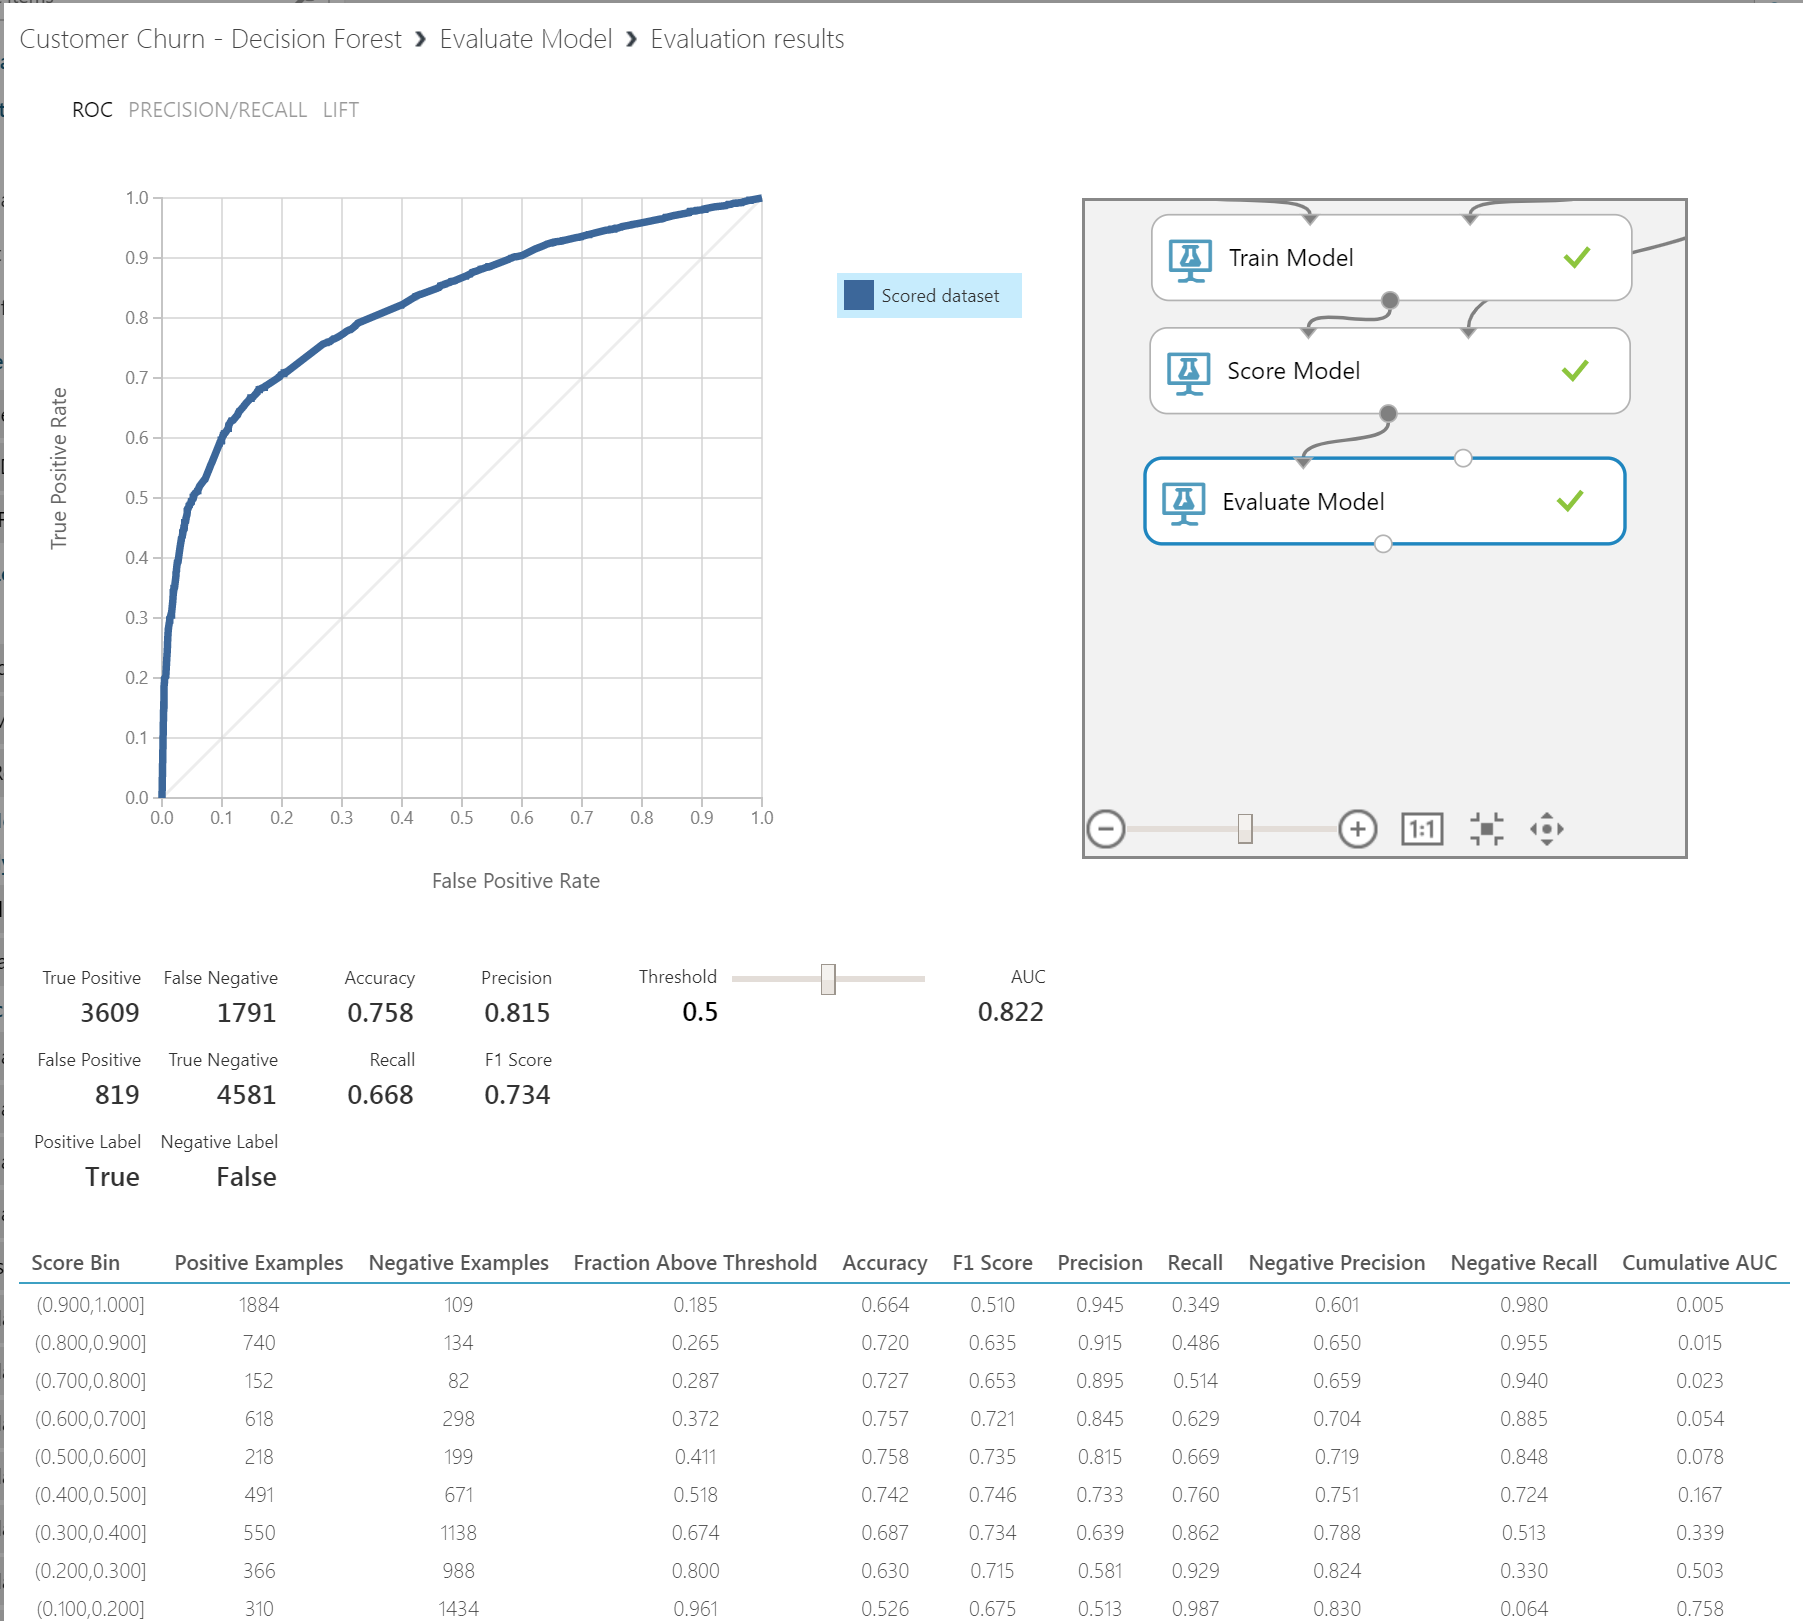 Customer Churn - Decision Forest › Evaluate Model › Evaluation results
ROC PRECISION/RECALL LIFT
1.0
0.9
0.8
0.7
0.6
0.5
0.4
0.3
0.2
0.1
0.0
True Positive Rate
0.0 0.1 0.2 0.3 0.4 0.5 0.6 0.7 0.8 0.9 1.0
False Positive Rate
Scored dataset
Train Model
Score Model
Evaluate Model
1:1
True Positive False Negative Accuracy Precision Threshold AUC
3609 1791 0.758 0.815 0.5 0.822
False Positive True Negative Recall F1 Score
819 4581 0.668 0.734
Positive Label Negative Label
True False
Score Bin Positive Examples Negative Examples Fraction Above Threshold Accuracy F1 Score Precision Recall Negative Precision Negative Recall Cumulative AUC
(0.900,1.000] 1884 109 0.185 0.664 0.510 0.945 0.349 0.601 0.980 0.005
(0.800,0.900] 740 134 0.265 0.720 0.635 0.915 0.486 0.650 0.955 0.015
(0.700,0.800] 152 82 0.287 0.727 0.653 0.895 0.514 0.659 0.940 0.023
(0.600,0.700] 618 298 0.372 0.757 0.721 0.845 0.629 0.704 0.885 0.054
(0.500,0.600] 218 199 0.411 0.758 0.735 0.815 0.669 0.719 0.848 0.078
(0.400,0.500] 491 671 0.518 0.742 0.746 0.733 0.760 0.751 0.724 0.167
(0.300,0.400] 550 1138 0.674 0.687 0.734 0.639 0.862 0.788 0.513 0.339
(0.200,0.300] 366 988 0.800 0.630 0.715 0.581 0.929 0.824 0.330 0.503
(0.100,0.200] 310 1434 0.961 0.526 0.675 0.513 0.987 0.830 0.064 0.758